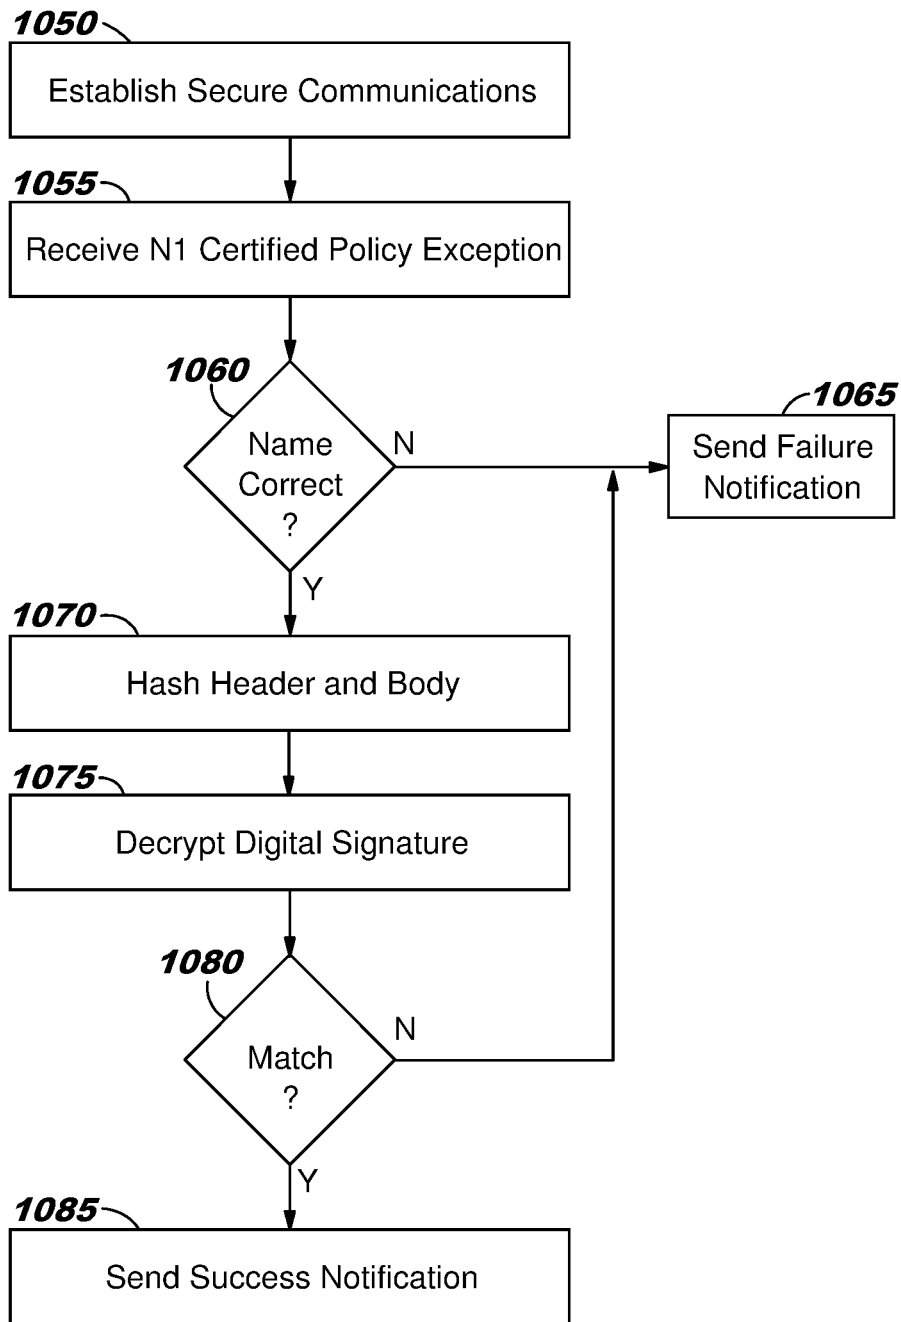 1050
Establish Secure Communications
1055
Receive N1 Certified Policy Exception
1060
Name
Correct
?
N
Y
1065
Send Failure
Notification
1070
Hash Header and Body
1075
Decrypt Digital Signature
1080
Match
?
N
Y
1085
Send Success Notification